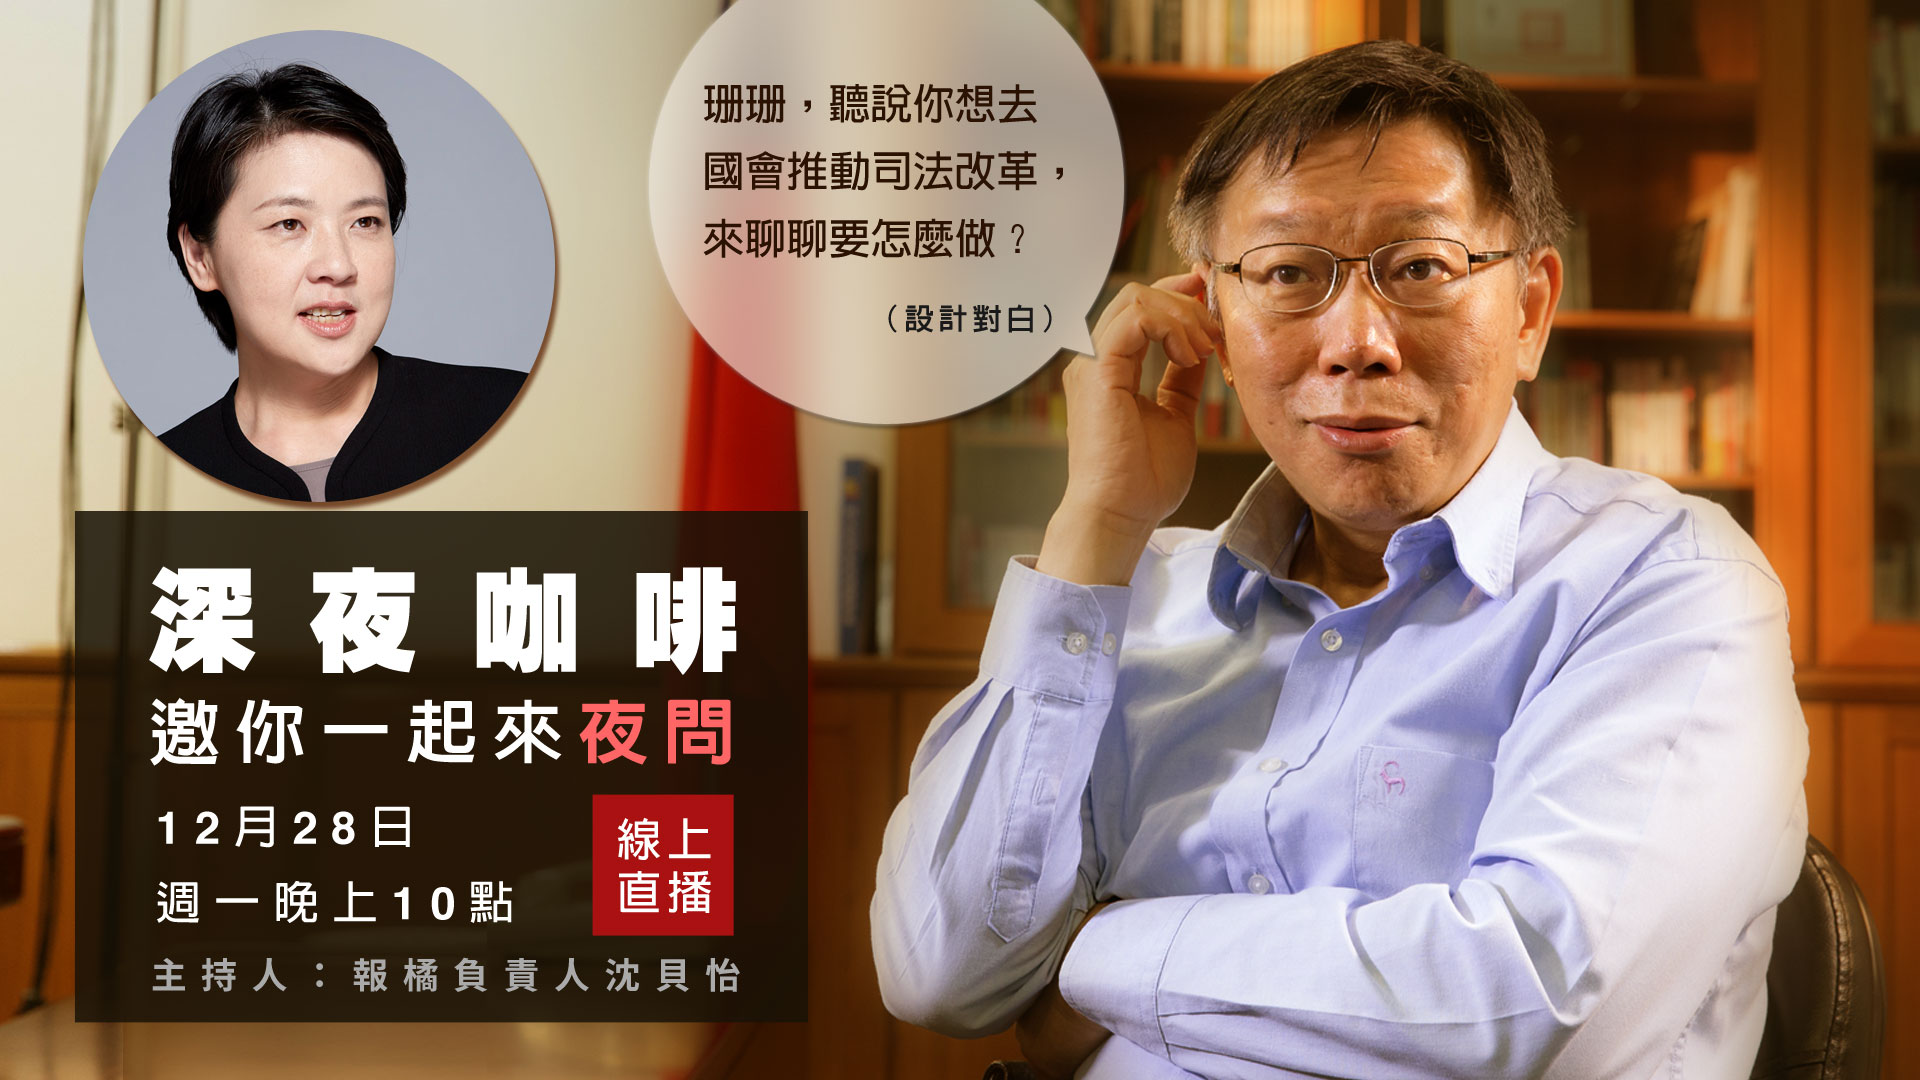 珊珊，聽說你想去
國會推動司法改革，
來聊聊要怎麼做？
（設計對白）
深夜咖啡
邀你一起來夜問
12月28日
週一晚上10點
線上
直播
主持人：報橘負責人沈貝怡